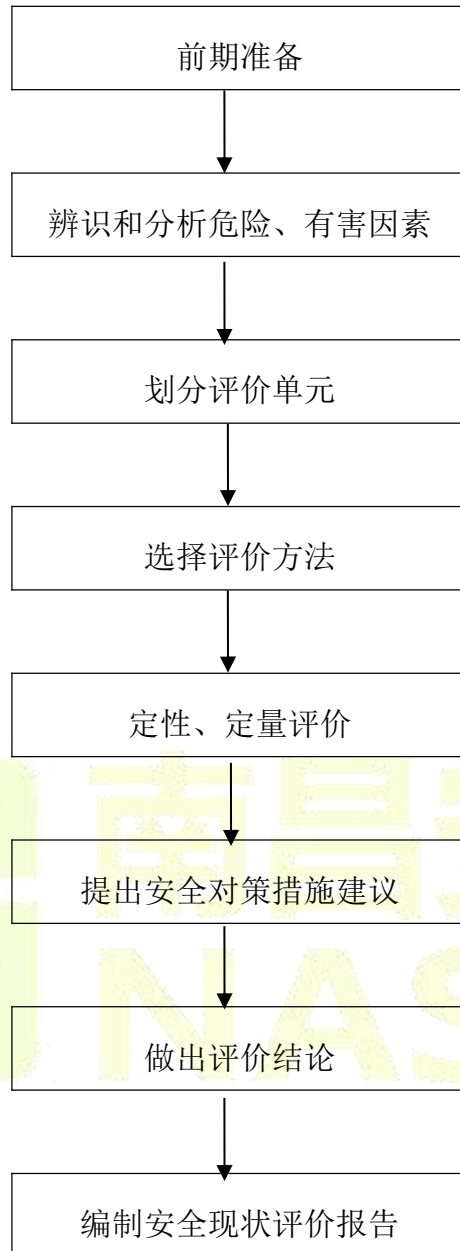 前期准备
辨识和分析危险、有害因素
划分评价单元
选择评价方法
定性、定量评价
提出安全对策措施建议
做出评价结论
编制安全现状评价报告
南昌
NAS